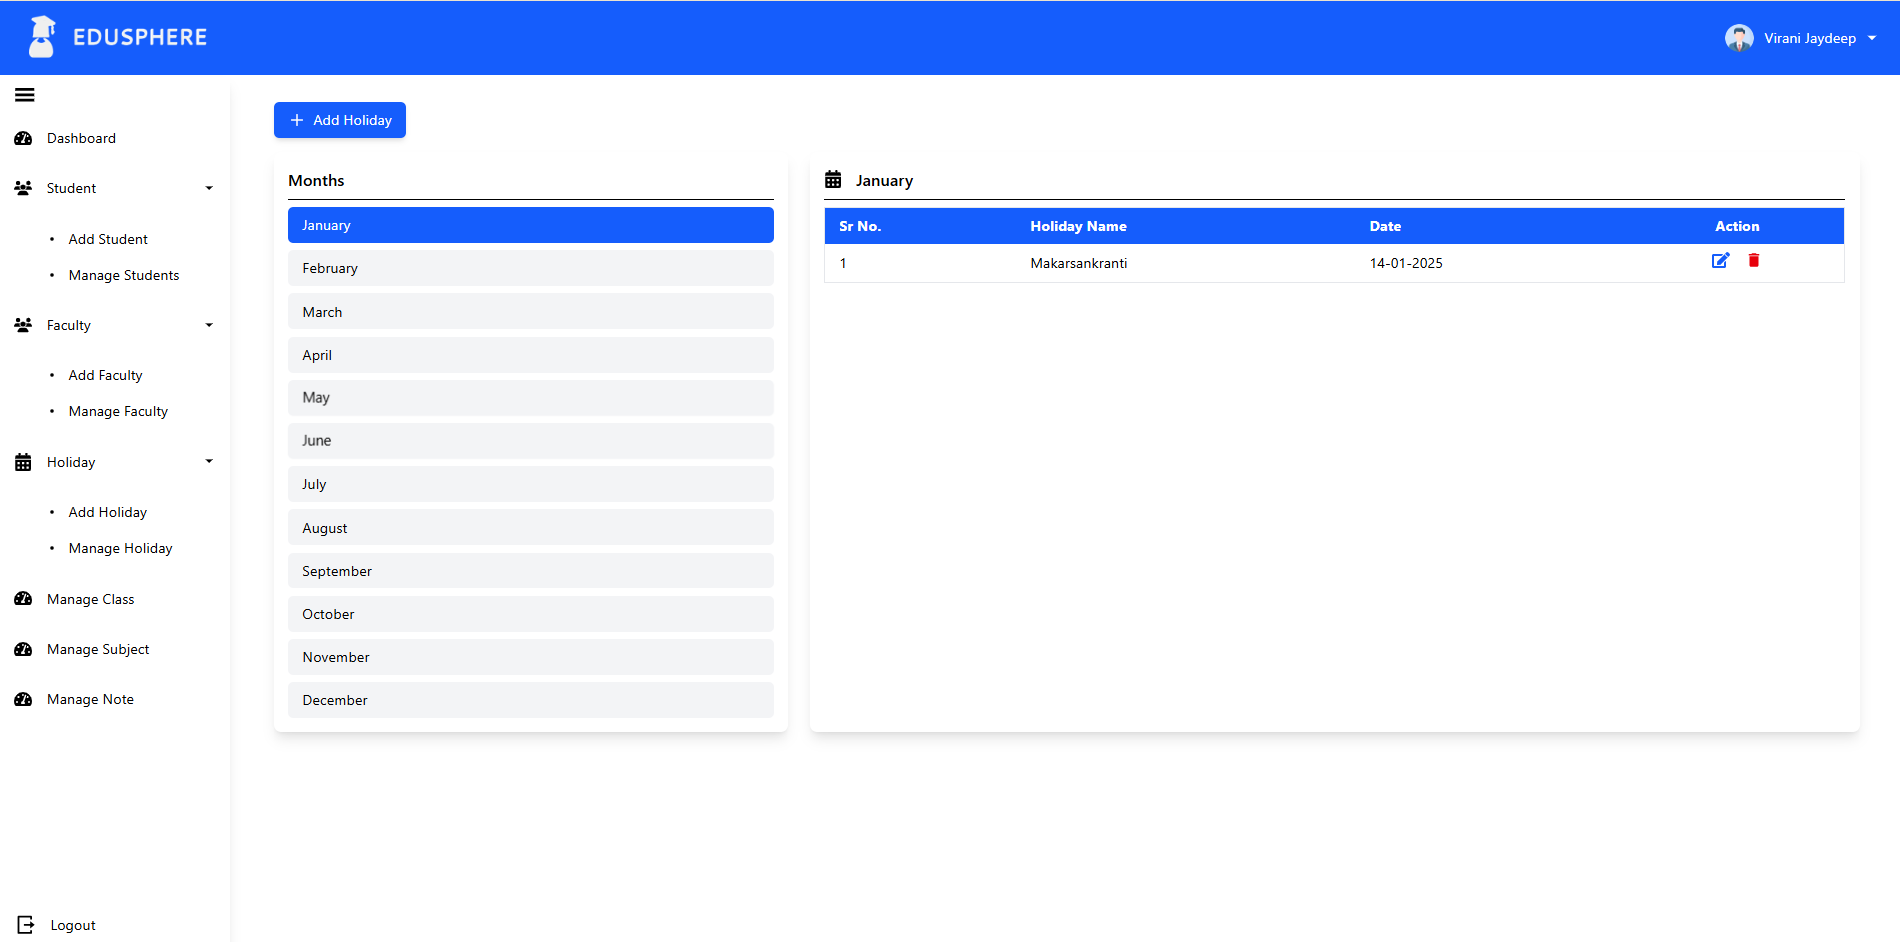 EDUSPHERE
Virani Jaydeep
Dashboard
Student
• Add Student
• Manage Students
Faculty
• Add Faculty
• Manage Faculty
Holiday
• Add Holiday
• Manage Holiday
Manage Class
Manage Subject
Manage Note
Logout
+ Add Holiday
Months
January
February
March
April
May
June
July
August
September
October
November
December
January
Sr No. Holiday Name Date Action
1 Makarsankranti 14-01-2025